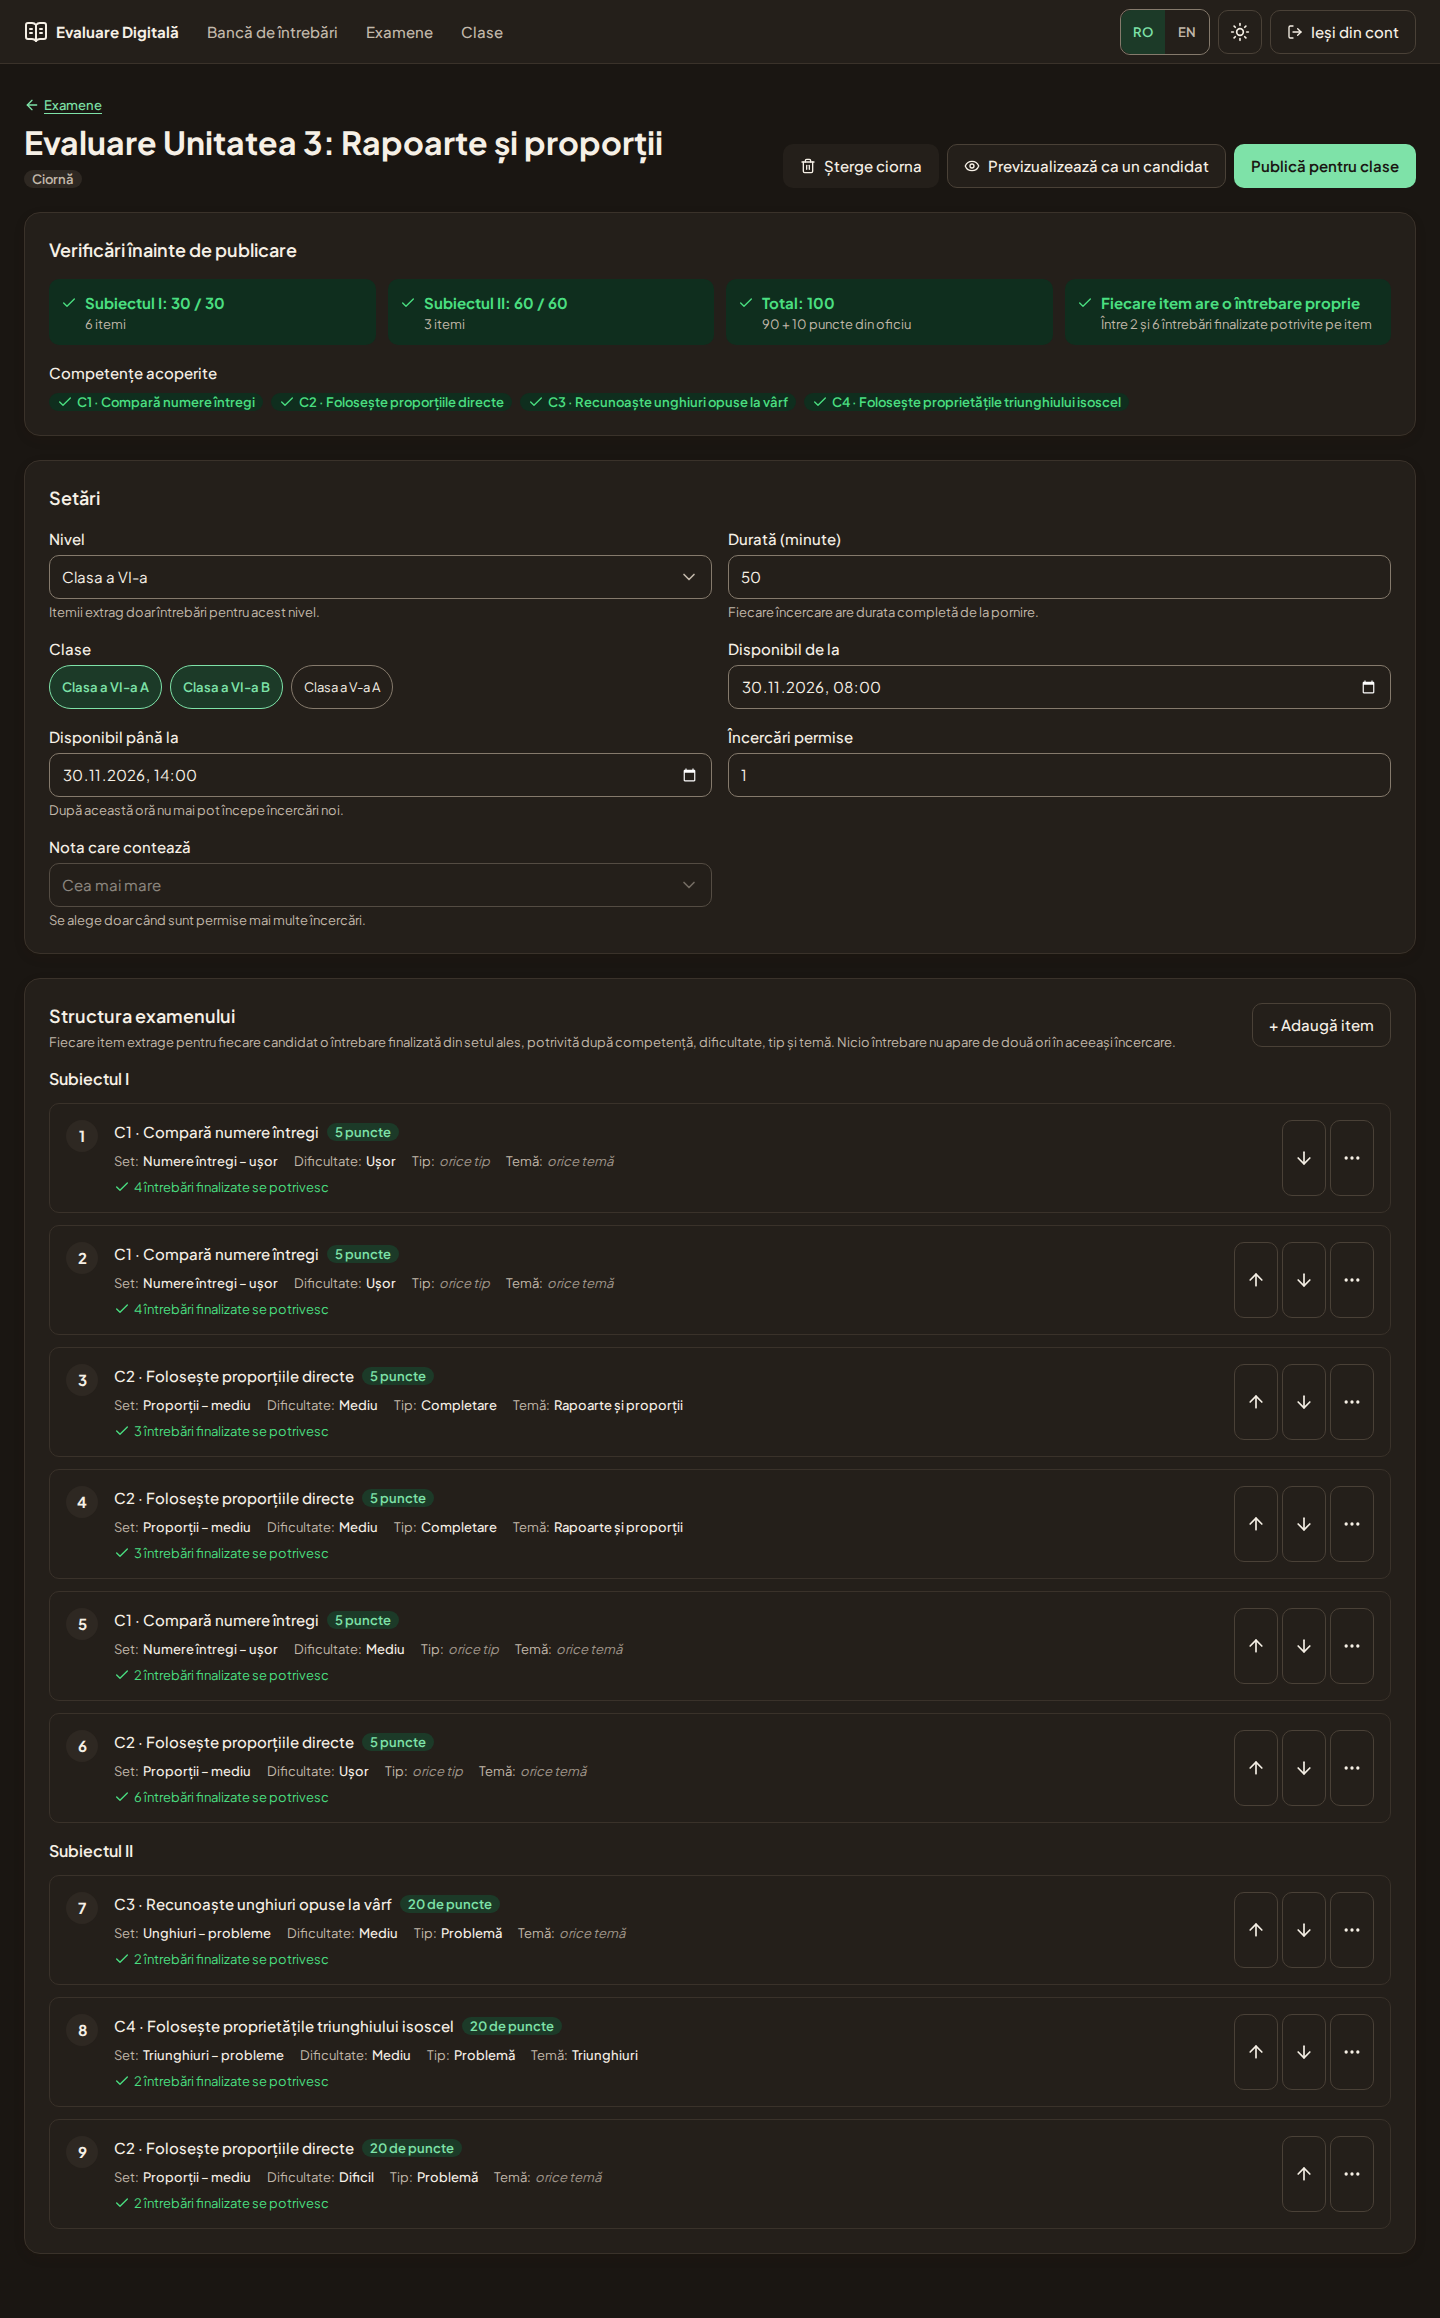 Evaluare Digitală Bancă de întrebări Examene Clase RO EN Ieși din cont
Examene
Evaluare Unitatea 3: Rapoarte și proporții
Ciornă
Șterge ciorna Previzualizează ca un candidat Publică pentru clase
Verificări înainte de publicare
Subiectul I: 30 / 30
6 itemi
Subiectul II: 60 / 60
3 itemi
Total: 100
90 + 10 puncte din oficiu
Fiecare item are o întrebare proprie
Între 2 și 6 întrebări finalizate potrivite pe item
Competențe acoperite
C1 · Compară numere întregi C2 · Folosește proporțiile directe C3 · Recunoaște unghiuri opuse la vârf C4 · Folosește proprietățile triunghiului isoscel
Setări
Nivel
Clasa a VI-a
Itemii extrag doar întrebări pentru acest nivel.
Durată (minute)
50
Fiecare încercare are durata completă de la pornire.
Clase
Clasa a VI-a A Clasa a VI-a B Clasa a V-a A
Disponibil de la
30.11.2026, 08:00
Disponibil până la
30.11.2026, 14:00
După această oră nu mai pot începe încercări noi.
Încercări permise
1
Nota care contează
Cea mai mare
Se alege doar când sunt permise mai multe încercări.
Structura examenului
Fiecare item extrage pentru fiecare candidat o întrebare finalizată din setul ales, potrivită după competență, dificultate, tip și temă. Nicio întrebare nu apare de două ori în aceeași încercare.
+ Adaugă item
Subiectul I
1 C1 · Compară numere întregi 5 puncte
Set: Numere întregi – ușor Dificultate: Ușor Tip: orice tip Temă: orice temă
4 întrebări finalizate se potrivesc
2 C1 · Compară numere întregi 5 puncte
Set: Numere întregi – ușor Dificultate: Ușor Tip: orice tip Temă: orice temă
4 întrebări finalizate se potrivesc
3 C2 · Folosește proporțiile directe 5 puncte
Set: Proporții – mediu Dificultate: Mediu Tip: Completare Temă: Rapoarte și proporții
3 întrebări finalizate se potrivesc
4 C2 · Folosește proporțiile directe 5 puncte
Set: Proporții – mediu Dificultate: Mediu Tip: Completare Temă: Rapoarte și proporții
3 întrebări finalizate se potrivesc
5 C1 · Compară numere întregi 5 puncte
Set: Numere întregi – ușor Dificultate: Mediu Tip: orice tip Temă: orice temă
2 întrebări finalizate se potrivesc
6 C2 · Folosește proporțiile directe 5 puncte
Set: Proporții – mediu Dificultate: Ușor Tip: orice tip Temă: orice temă
6 întrebări finalizate se potrivesc
Subiectul II
7 C3 · Recunoaște unghiuri opuse la vârf 20 de puncte
Set: Unghiuri – probleme Dificultate: Mediu Tip: Problemă Temă: orice temă
2 întrebări finalizate se potrivesc
8 C4 · Folosește proprietățile triunghiului isoscel 20 de puncte
Set: Triunghiuri – probleme Dificultate: Mediu Tip: Problemă Temă: Triunghiuri
2 întrebări finalizate se potrivesc
9 C2 · Folosește proporțiile directe 20 de puncte
Set: Proporții – mediu Dificultate: Dificil Tip: Problemă Temă: orice temă
2 întrebări finalizate se potrivesc